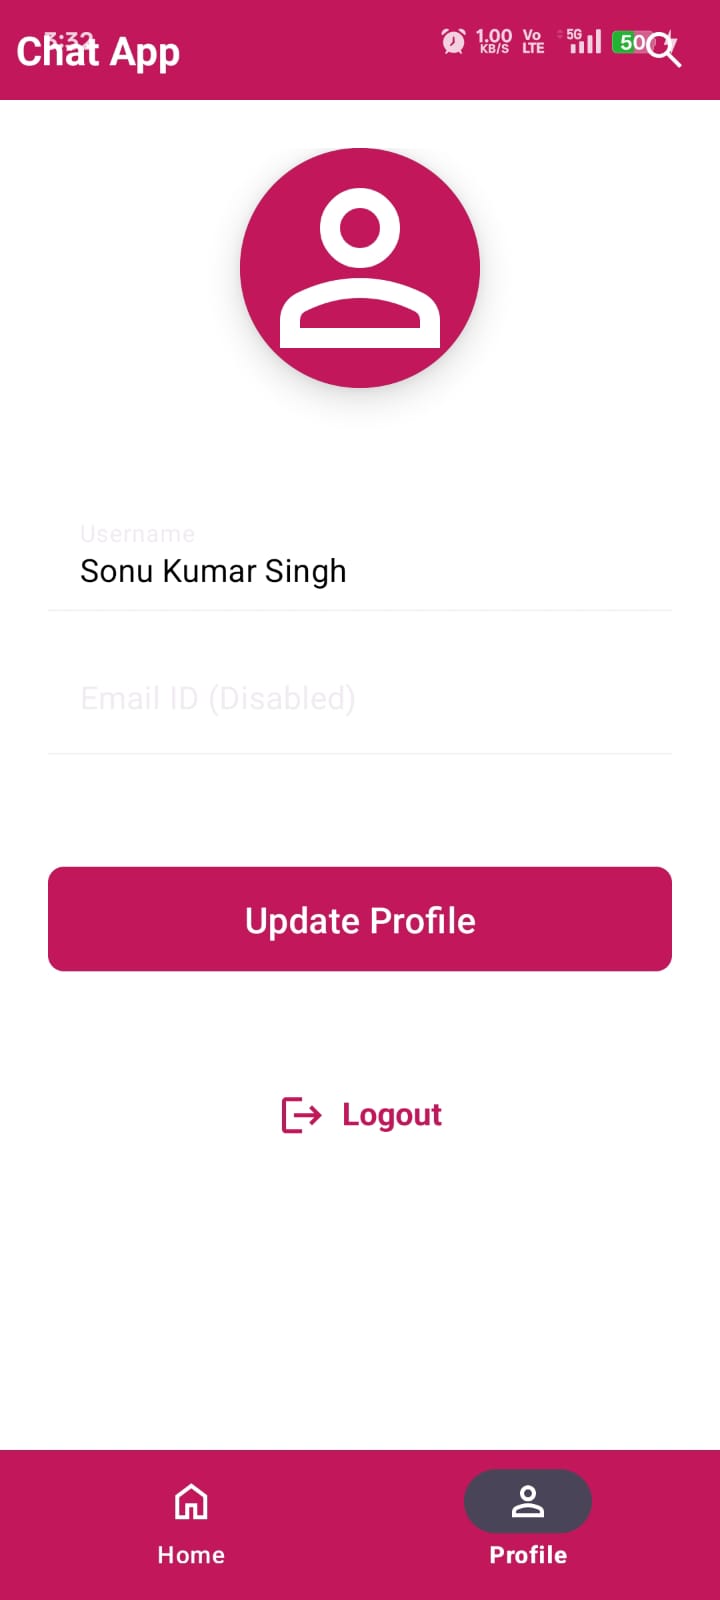 3:32
1.00 KB/S Vo LTE 5G 50
Chat App
Username
Sonu Kumar Singh
Email ID (Disabled)
Update Profile
Logout
Home
Profile